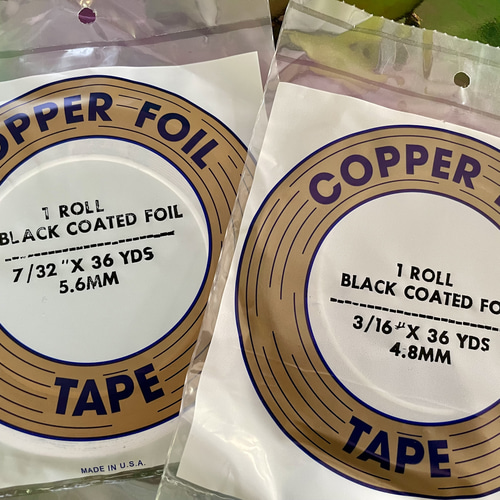 COPPER FOIL
1 ROLL
BLACK COATED FOIL
7/32 "X 36 YDS
5.6MM
TAPE
MADE IN U.S.A.
COPPER
1 ROLL
BLACK COATED FO
3/16 "X 36 YDS
4.8MM
TAPE